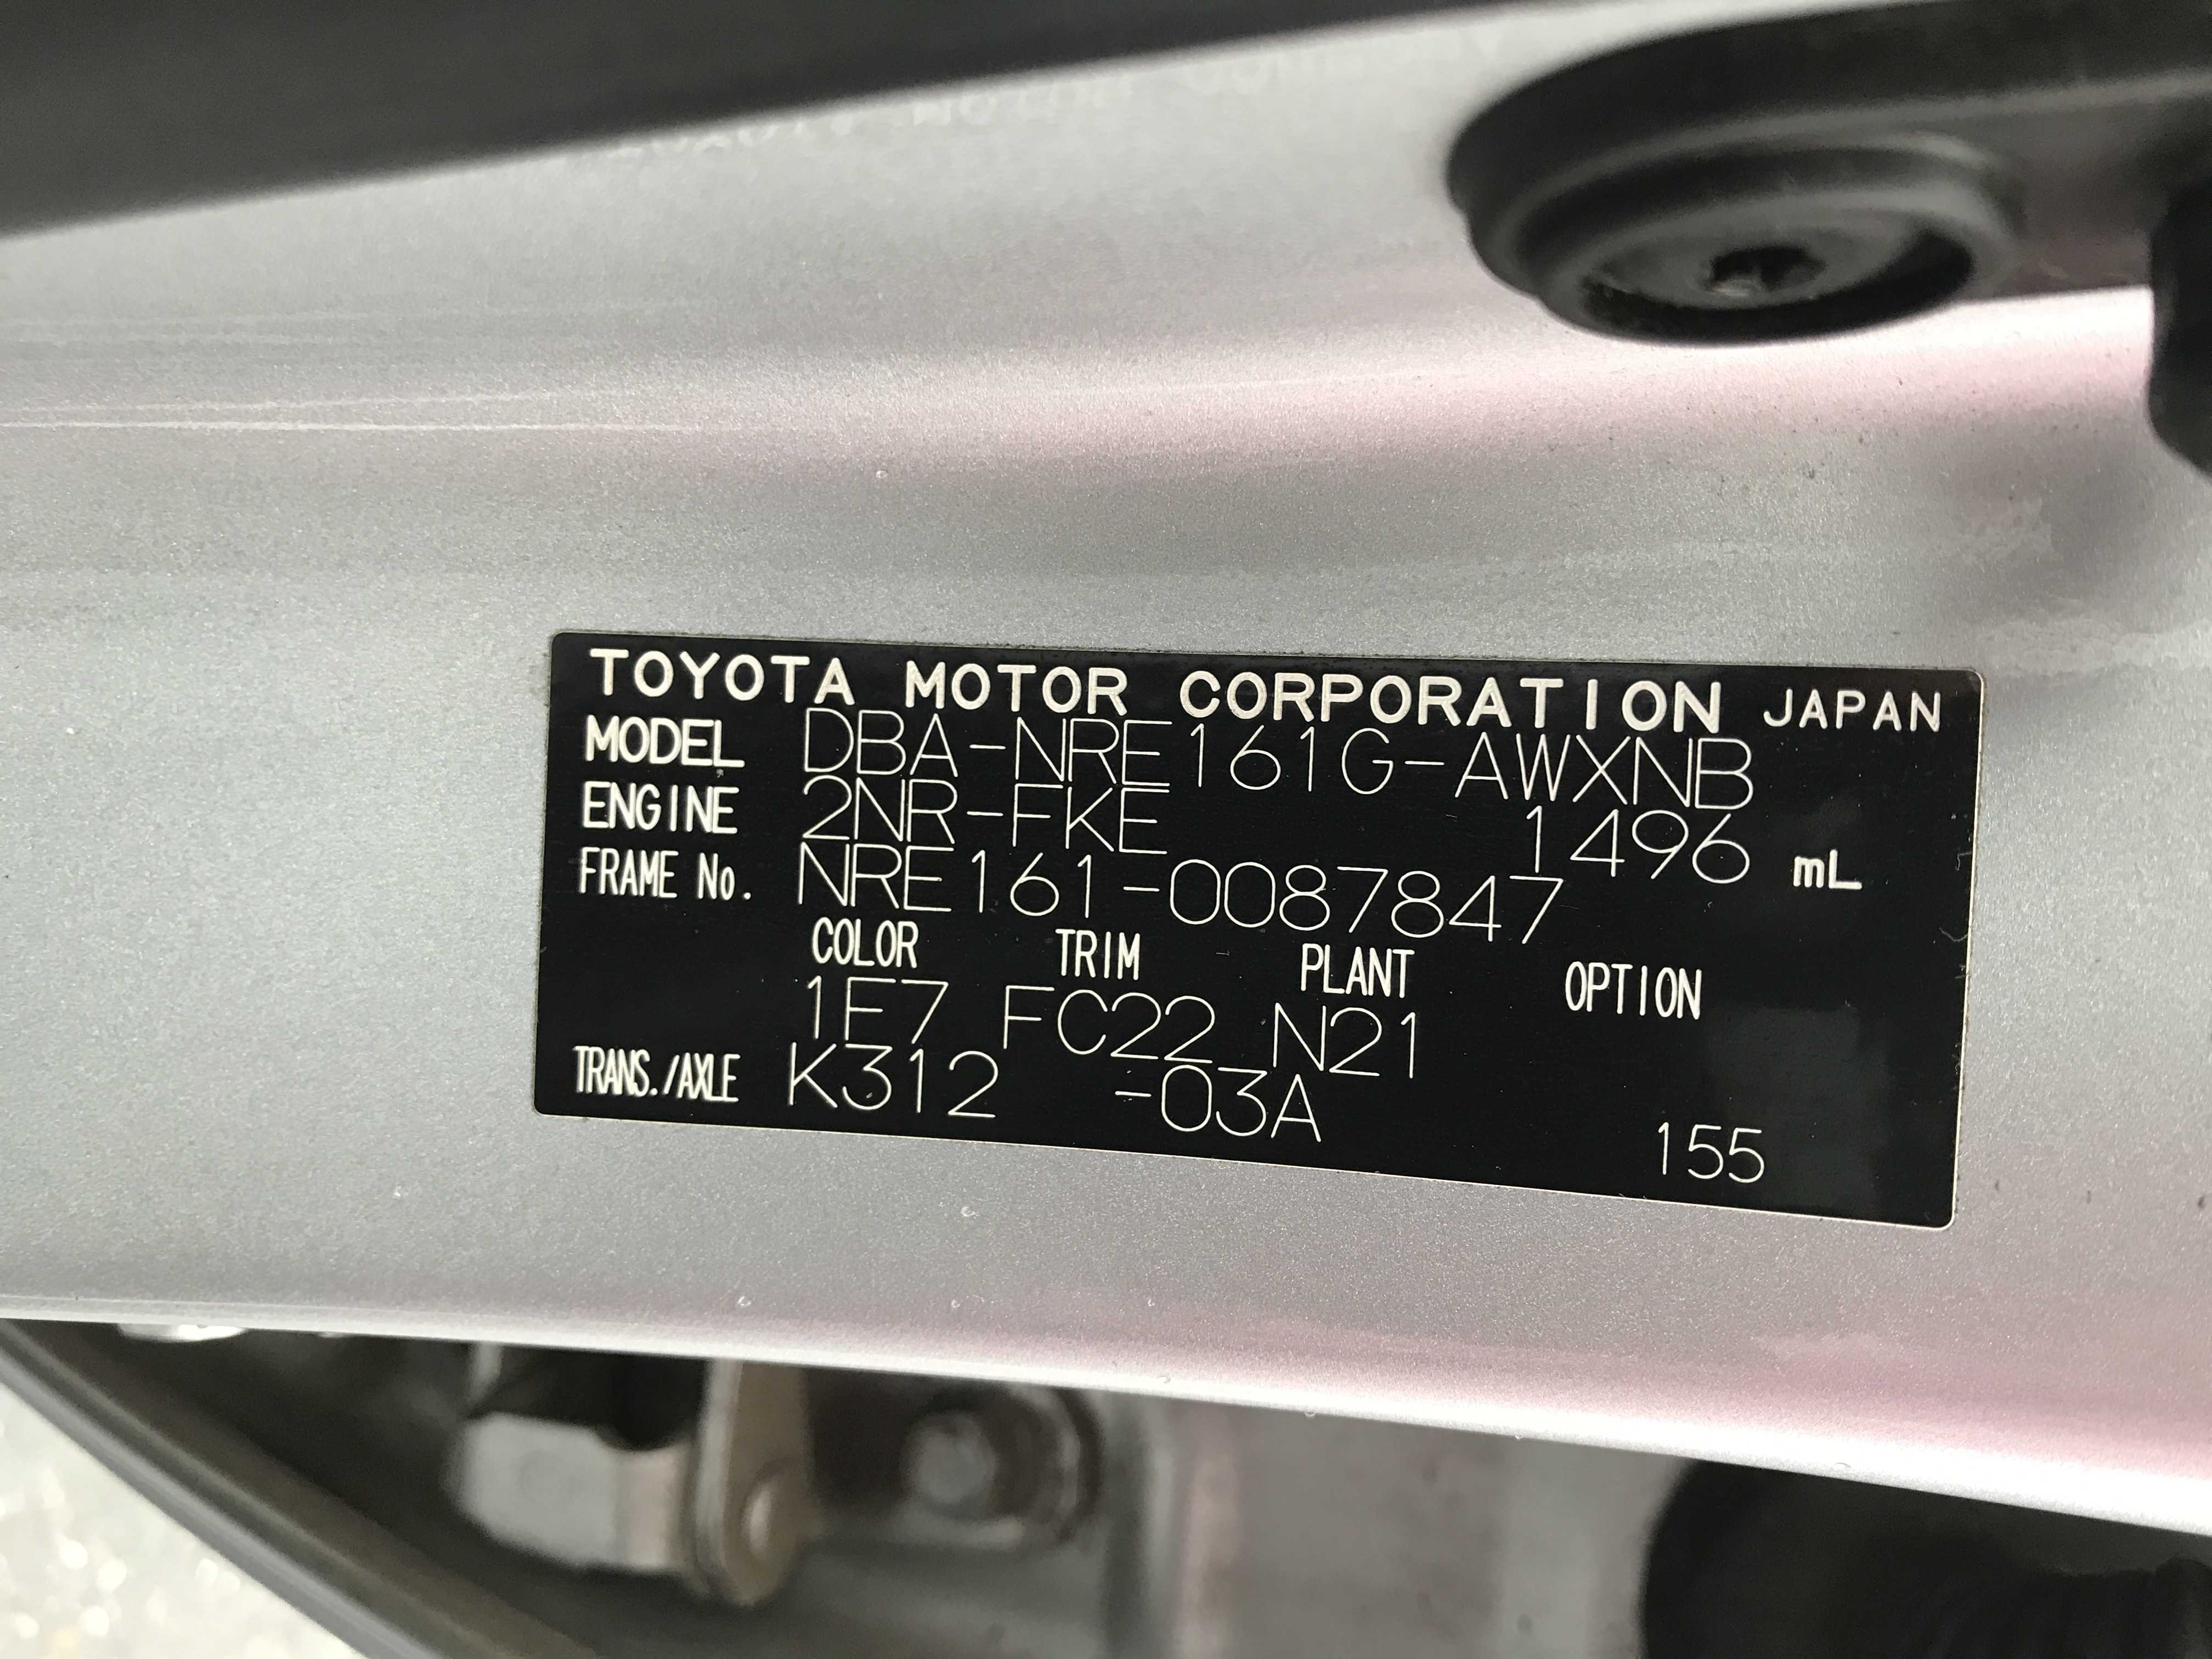 TOYOTA MOTOR CORPORATION JAPAN
MODEL DBA-NRE161G-AWXNB
ENGINE 2NR-FKE 1496 mL
FRAME No. NRE161-0087847
COLOR TRIM PLANT OPTION
1F7 FC22 N21
TRANS./AXLE K312 -03A
155